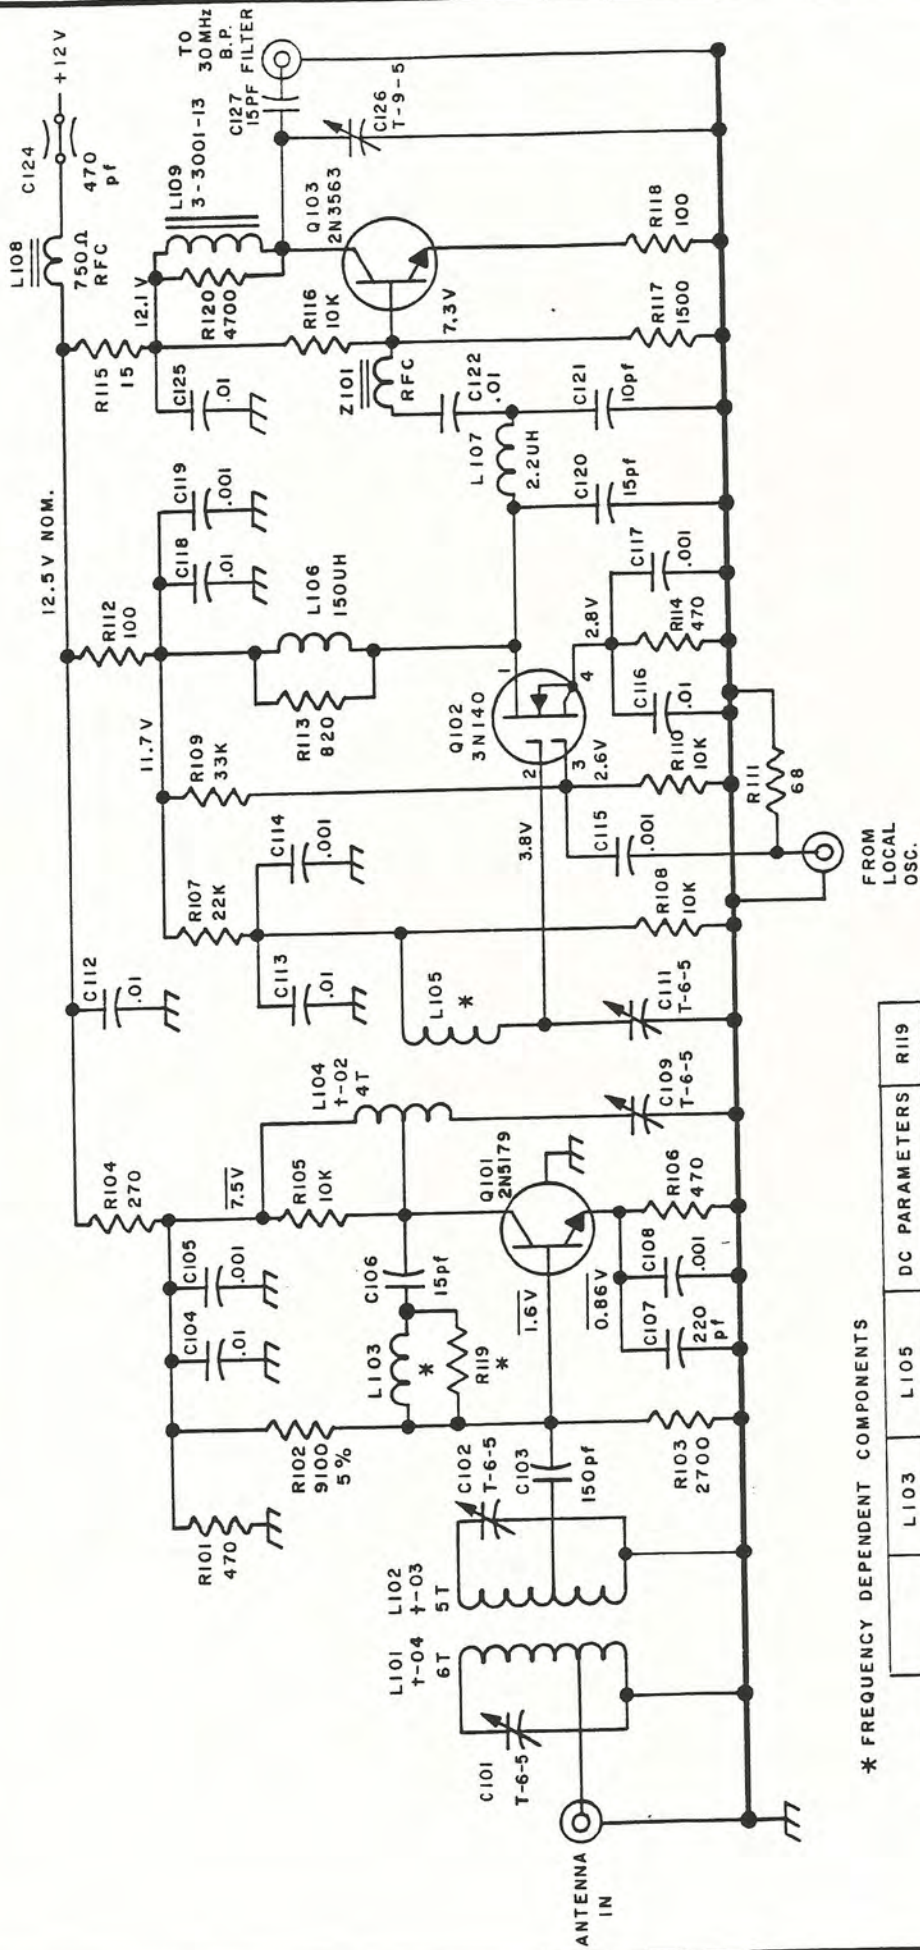 ANTENNA
IN
C101
T-6-5
L101
t-04
6T
L102
t-03
5T
C102
T-6-5
C103
150pf
R101
470
R102
9100
5%
R103
2700
C104
.01
C105
.001
R104
270
7.5V
R105
10K
C106
15pf
L103
*
R119
*
1.6V
0.86V
Q101
2N5179
C107
220
pf
C108
.001
R106
470
L104
t-02
4T
C109
T-6-5
C112
.01
C113
.01
C114
.001
R107
22K
L105
*
C111
T-6-5
R108
10K
3.8V
11.7V
R109
33K
R110
10K
C115
.001
R111
68
FROM
LOCAL
OSC.
12.5V NOM.
R112
100
C118
.01
C119
.001
L106
150UH
R113
820
Q102
3N140
1
2
3
4
2.6V
2.8V
C116
.01
R114
470
C117
.001
L107
2.2UH
C120
15pf
C121
10pf
C122
.01
Z101
RFC
L108
750Ω
RFC
C124
470
pf
+12V
R115
15
12.1V
C125
.01
R120
4700
L109
3-3001-13
R116
10K
7.3V
Q103
2N3563
R117
1500
R118
100
C126
T-9-5
C127
15PF
TO
30MHz
B.P.
FILTER
* FREQUENCY DEPENDENT COMPONENTS
L103 L105 DC PARAMETERS R119